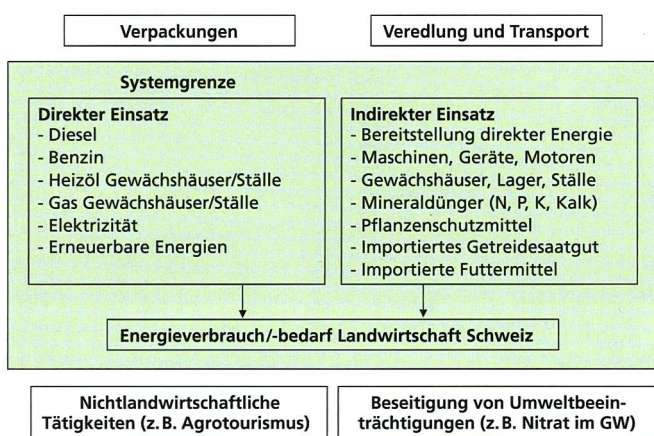 Verpackungen
Veredlung und Transport
Systemgrenze
Direkter Einsatz
- Diesel
- Benzin
- Heizöl Gewächshäuser/Ställe
- Gas Gewächshäuser/Ställe
- Elektrizität
- Erneuerbare Energien
Indirekter Einsatz
- Bereitstellung direkter Energie
- Maschinen, Geräte, Motoren
- Gewächshäuser, Lager, Ställe
- Mineraldünger (N, P, K, Kalk)
- Pflanzenschutzmittel
- Importiertes Getreidesaatgut
- Importierte Futtermittel
Energieverbrauch/-bedarf Landwirtschaft Schweiz
Nichtlandwirtschaftliche
Tätigkeiten (z. B. Agrotourismus)
Beseitigung von Umweltbeein-
trächtigungen (z. B. Nitrat im GW)